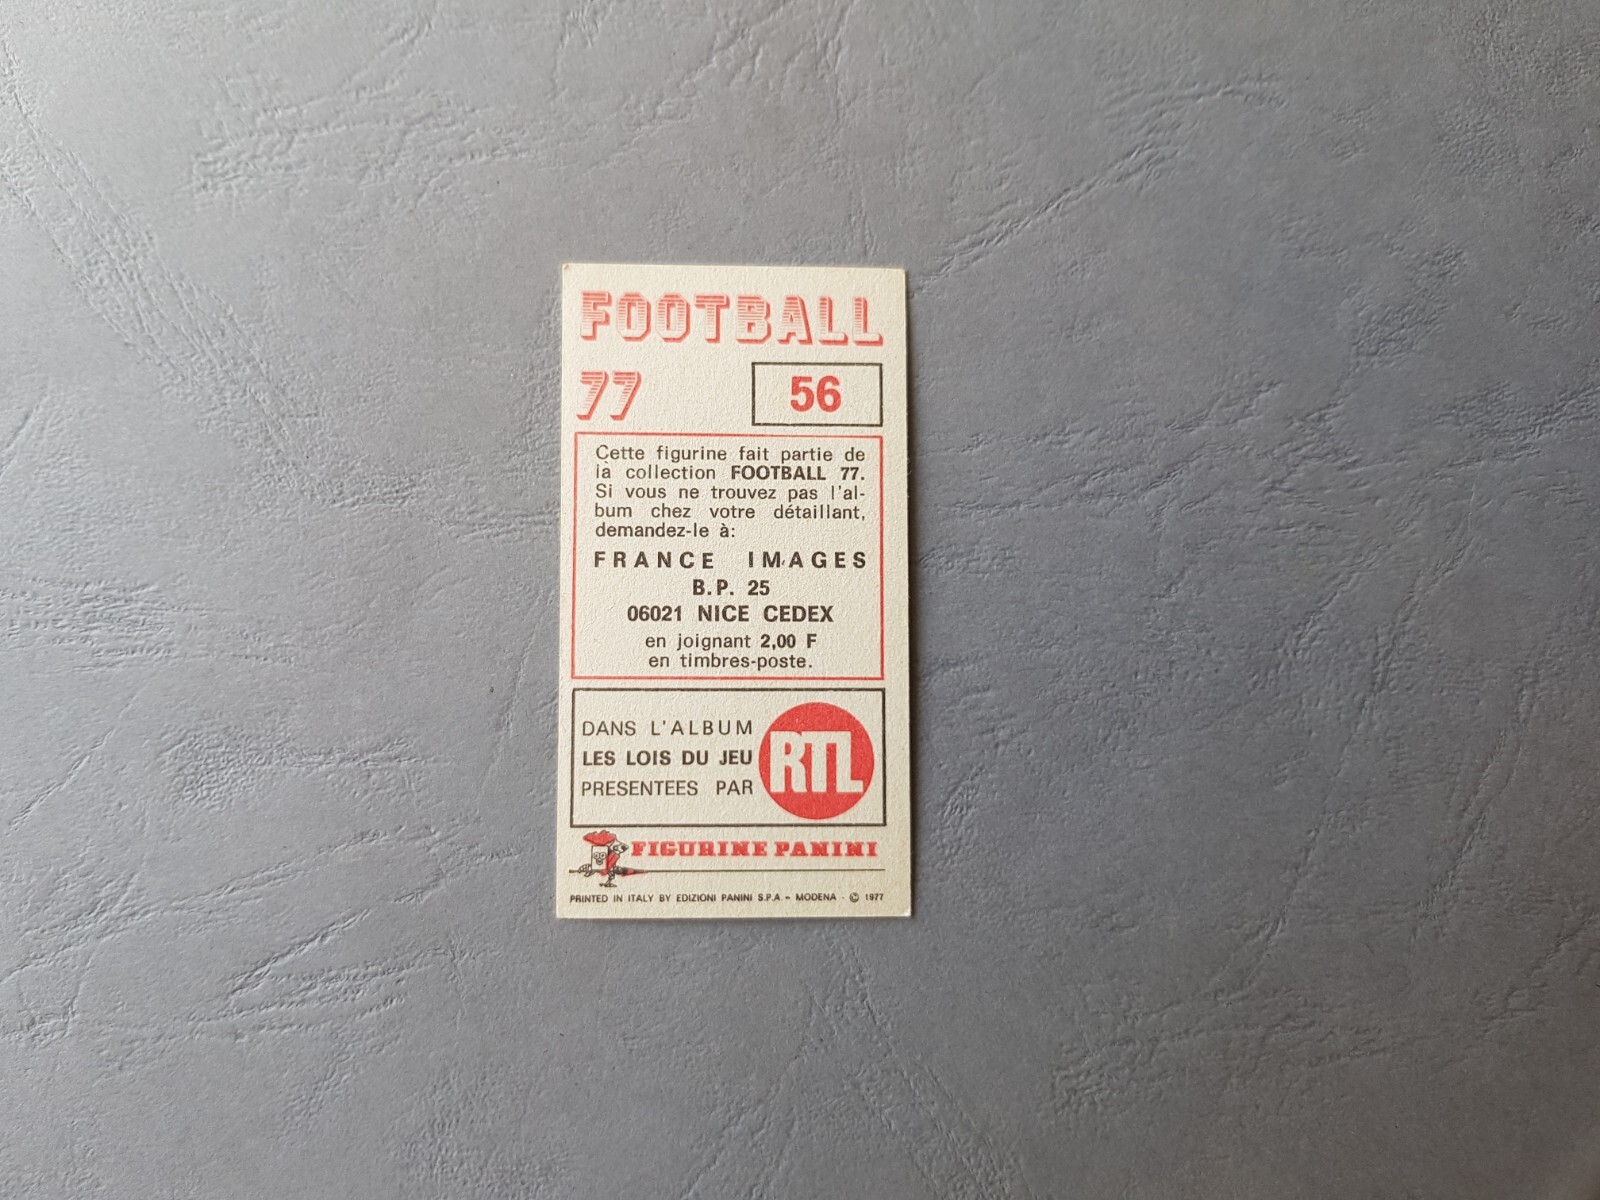 FOOTBALL
77
56
Cette figurine fait partie de
la collection FOOTBALL 77.
Si vous ne trouvez pas l'al-
bum chez votre détaillant,
demandez-le à:
FRANCE IMAGES
B.P. 25
06021 NICE CEDEX
en joignant 2,00 F
en timbres-poste.
DANS L'ALBUM
LES LOIS DU JEU
PRESENTEES PAR
RTL
FIGURINE PANINI
PRINTED IN ITALY BY EDIZIONI PANINI S.P.A - MODENA - © 1977